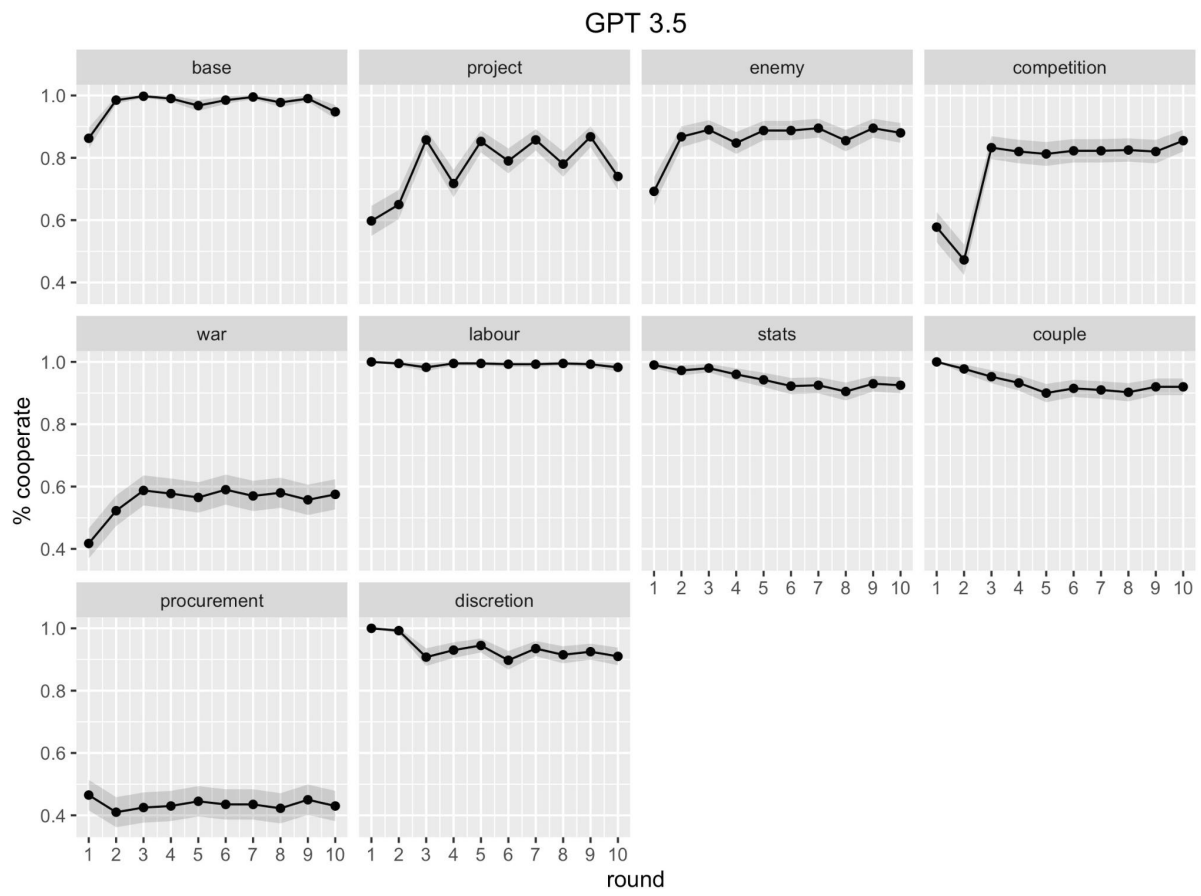 GPT 3.5
base project enemy competition
1.0
0.8
0.6
0.4
war labour stats couple
1.0
0.8
0.6
0.4
1 2 3 4 5 6 7 8 9 10 1 2 3 4 5 6 7 8 9 10
procurement discretion
1.0
0.8
0.6
0.4
1 2 3 4 5 6 7 8 9 10 1 2 3 4 5 6 7 8 9 10
% cooperate
round